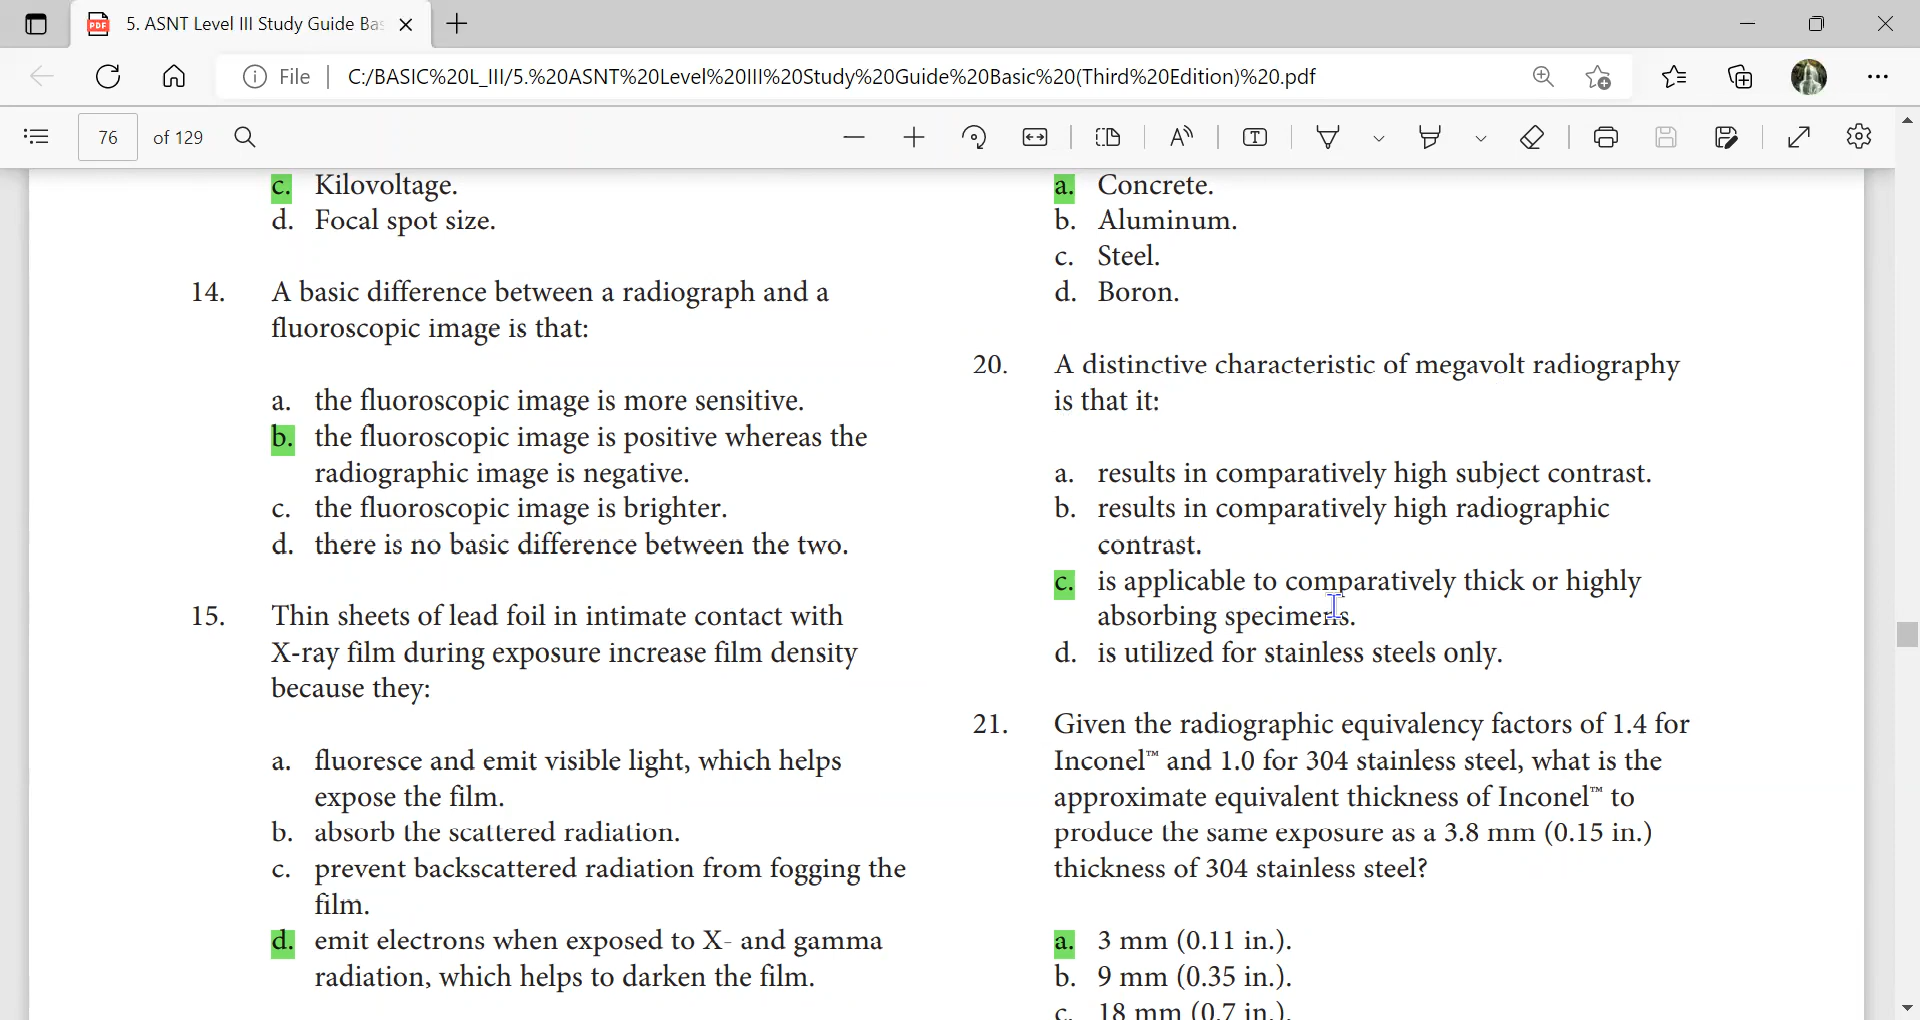 5. ASNT Level III Study Guide Bas
File
C:/BASIC%20L_III/5.%20ASNT%20Level%20III%20Study%20Guide%20Basic%20(Third%20Edition)%20.pdf
76 of 129
c. Kilovoltage.
d. Focal spot size.
14. A basic difference between a radiograph and a
fluoroscopic image is that:
a. the fluoroscopic image is more sensitive.
b. the fluoroscopic image is positive whereas the
radiographic image is negative.
c. the fluoroscopic image is brighter.
d. there is no basic difference between the two.
15. Thin sheets of lead foil in intimate contact with
X-ray film during exposure increase film density
because they:
a. fluoresce and emit visible light, which helps
expose the film.
b. absorb the scattered radiation.
c. prevent backscattered radiation from fogging the
film.
d. emit electrons when exposed to X- and gamma
radiation, which helps to darken the film.
a. Concrete.
b. Aluminum.
c. Steel.
d. Boron.
20. A distinctive characteristic of megavolt radiography
is that it:
a. results in comparatively high subject contrast.
b. results in comparatively high radiographic
contrast.
c. is applicable to comparatively thick or highly
absorbing specimens.
d. is utilized for stainless steels only.
21. Given the radiographic equivalency factors of 1.4 for
Inconel™ and 1.0 for 304 stainless steel, what is the
approximate equivalent thickness of Inconel™ to
produce the same exposure as a 3.8 mm (0.15 in.)
thickness of 304 stainless steel?
a. 3 mm (0.11 in.).
b. 9 mm (0.35 in.).
c. 18 mm (0.7 in.).